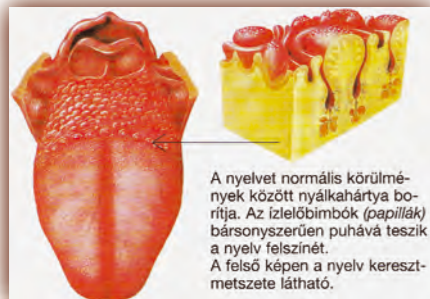 A nyelvet normális körülmé-
nyek között nyálkahártya bo-
rítja. Az ízlelőbimbók (papillák)
bársonyszerűen puhává teszik
a nyelv felszínét.
A felső képen a nyelv kereszt-
metszete látható.